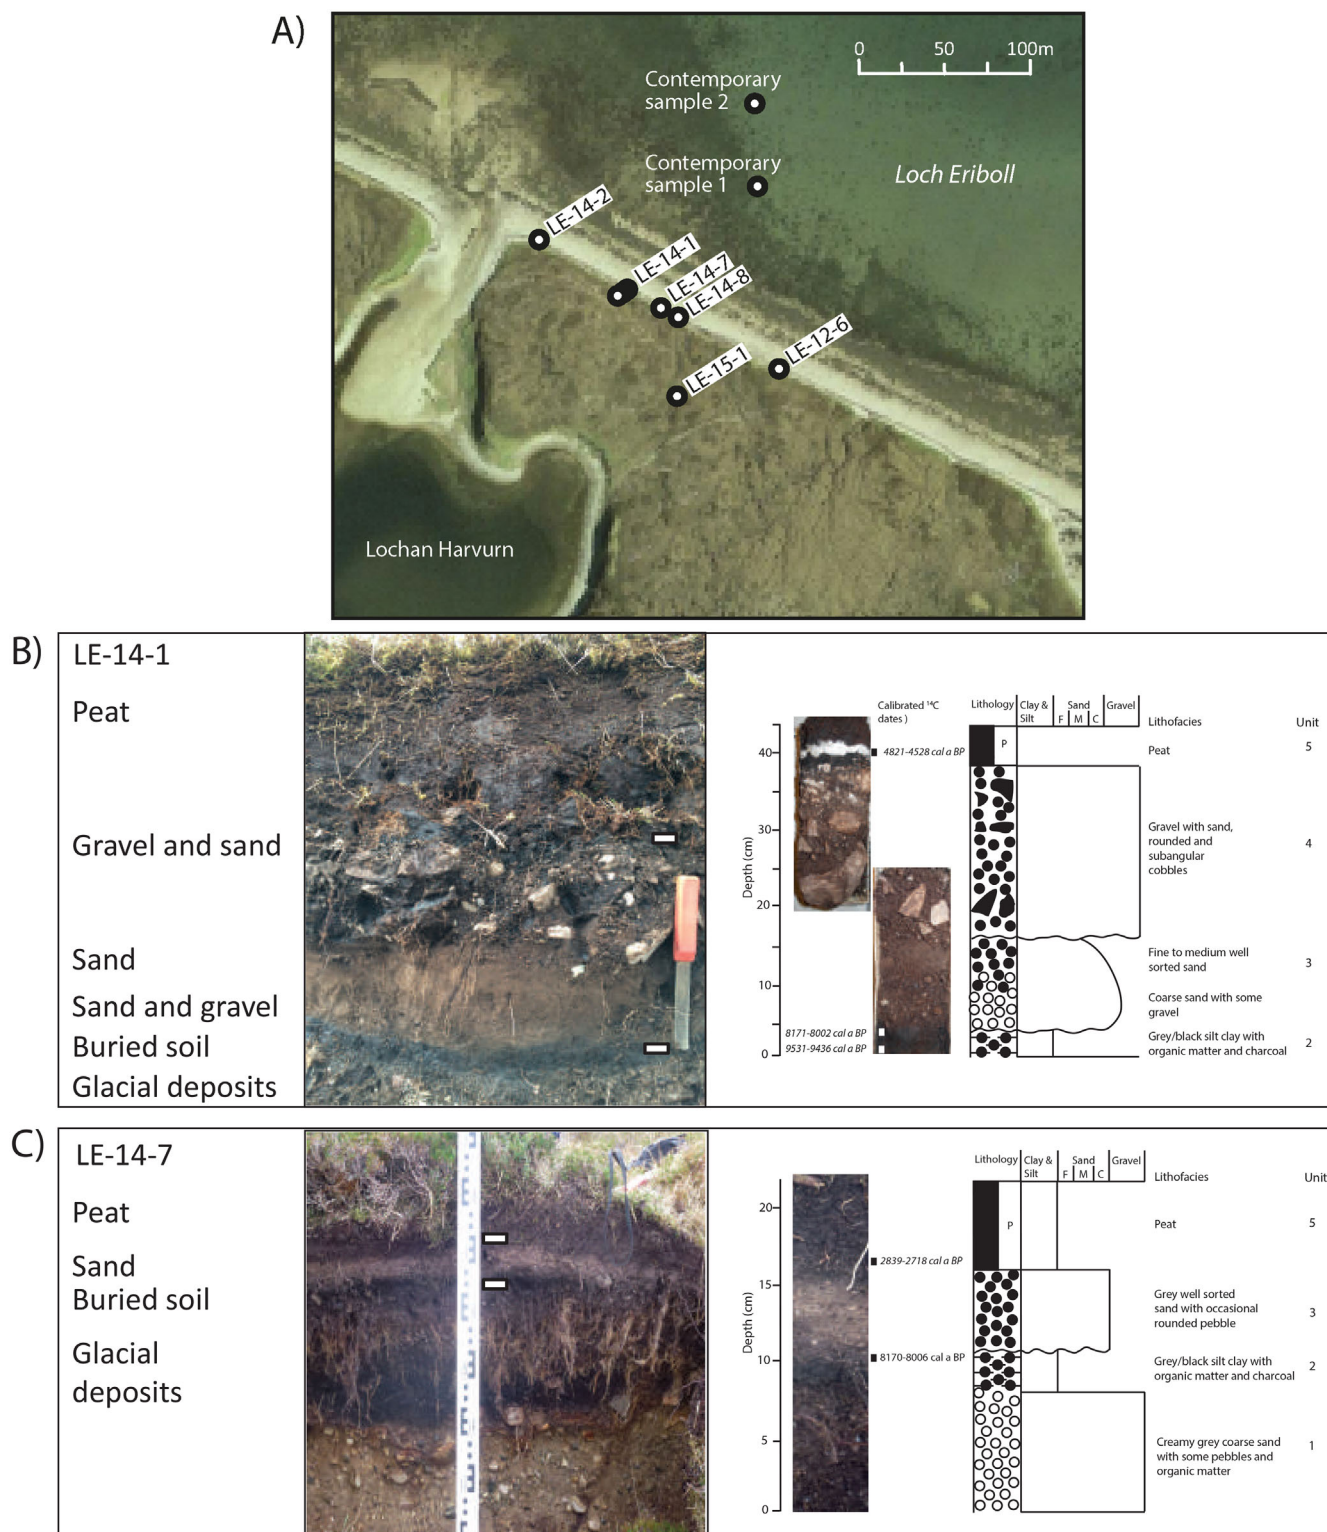 A)
0 50 100m
Contemporary
sample 2
Contemporary
sample 1
Loch Eriboll
LE-14-2
LE-14-1
LE-14-7
LE-14-8
LE-12-6
LE-15-1
Lochan Harvurn
B)
LE-14-1
Peat
Gravel and sand
Sand
Sand and gravel
Buried soil
Glacial deposits
Calibrated ¹⁴C
dates )
Lithology
Clay &
Silt
Sand
F M C
Gravel
Lithofacies
Unit
Depth (cm)
40
30
20
10
0
4821-4528 cal a BP
8171-8002 cal a BP
9531-9436 cal a BP
P
Peat
5
Gravel with sand,
rounded and
subangular
cobbles
4
Fine to medium well
sorted sand
3
Coarse sand with some
gravel
Grey/black silt clay with
organic matter and charcoal
2
C)
LE-14-7
Peat
Sand
Buried soil
Glacial
deposits
Lithology
Clay &
Silt
Sand
F M C
Gravel
Lithofacies
Unit
Depth (cm)
20
15
10
5
0
2839-2718 cal a BP
8170-8006 cal a BP
P
Peat
5
Grey well sorted
sand with occasional
rounded pebble
3
Grey/black silt clay with
organic matter and charcoal
2
Creamy grey coarse sand
with some pebbles and
organic matter
1